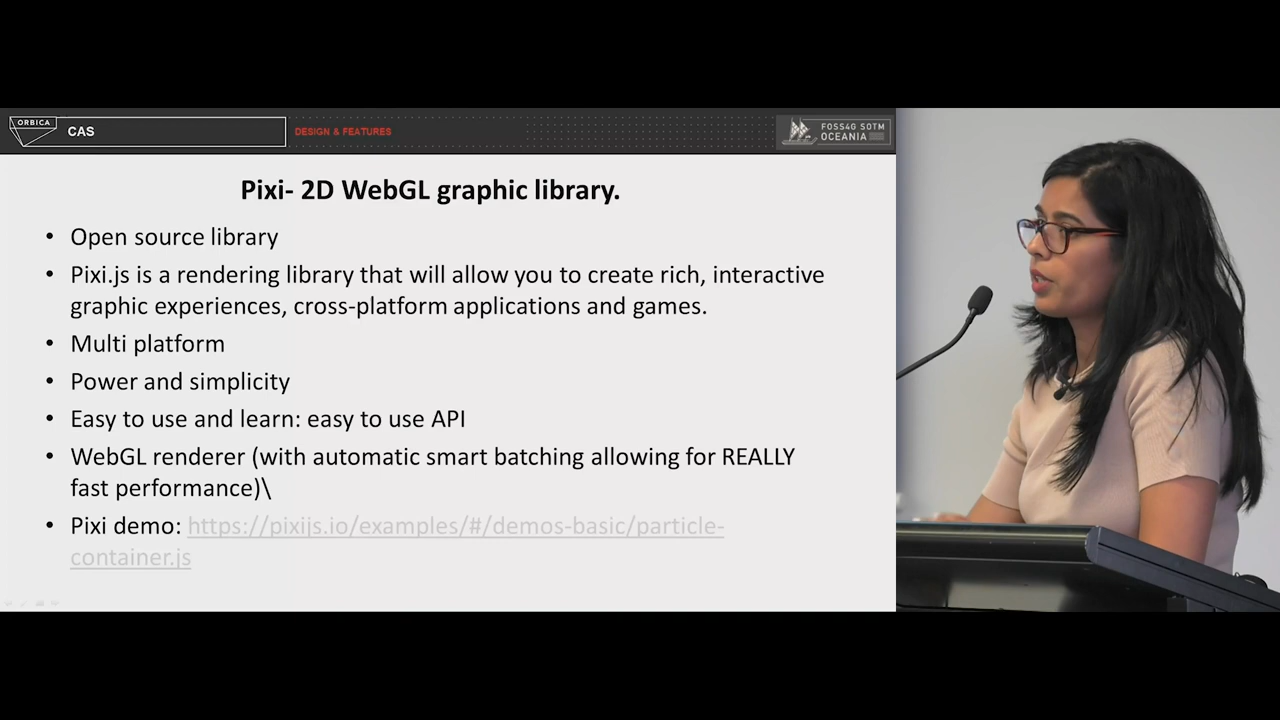 ORBICA
CAS
DESIGN & FEATURES
FOSS4G SOTM
OCEANIA
Pixi- 2D WebGL graphic library.
• Open source library
• Pixi.js is a rendering library that will allow you to create rich, interactive
graphic experiences, cross-platform applications and games.
• Multi platform
• Power and simplicity
• Easy to use and learn: easy to use API
• WebGL renderer (with automatic smart batching allowing for REALLY
fast performance)\
• Pixi demo: https://pixijs.io/examples/#/demos-basic/particle-
container.js